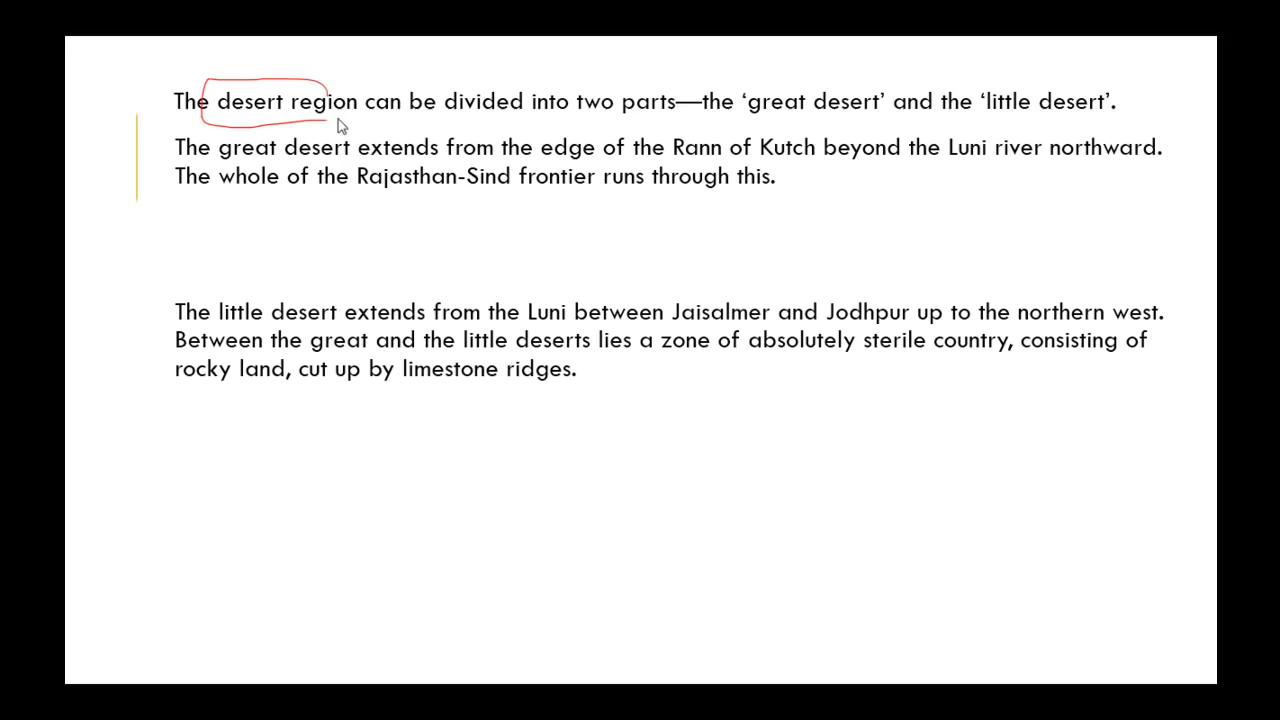 The desert region can be divided into two parts—the ‘great desert’ and the ‘little desert’.
The great desert extends from the edge of the Rann of Kutch beyond the Luni river northward.
The whole of the Rajasthan-Sind frontier runs through this.
The little desert extends from the Luni between Jaisalmer and Jodhpur up to the northern west.
Between the great and the little deserts lies a zone of absolutely sterile country, consisting of
rocky land, cut up by limestone ridges.